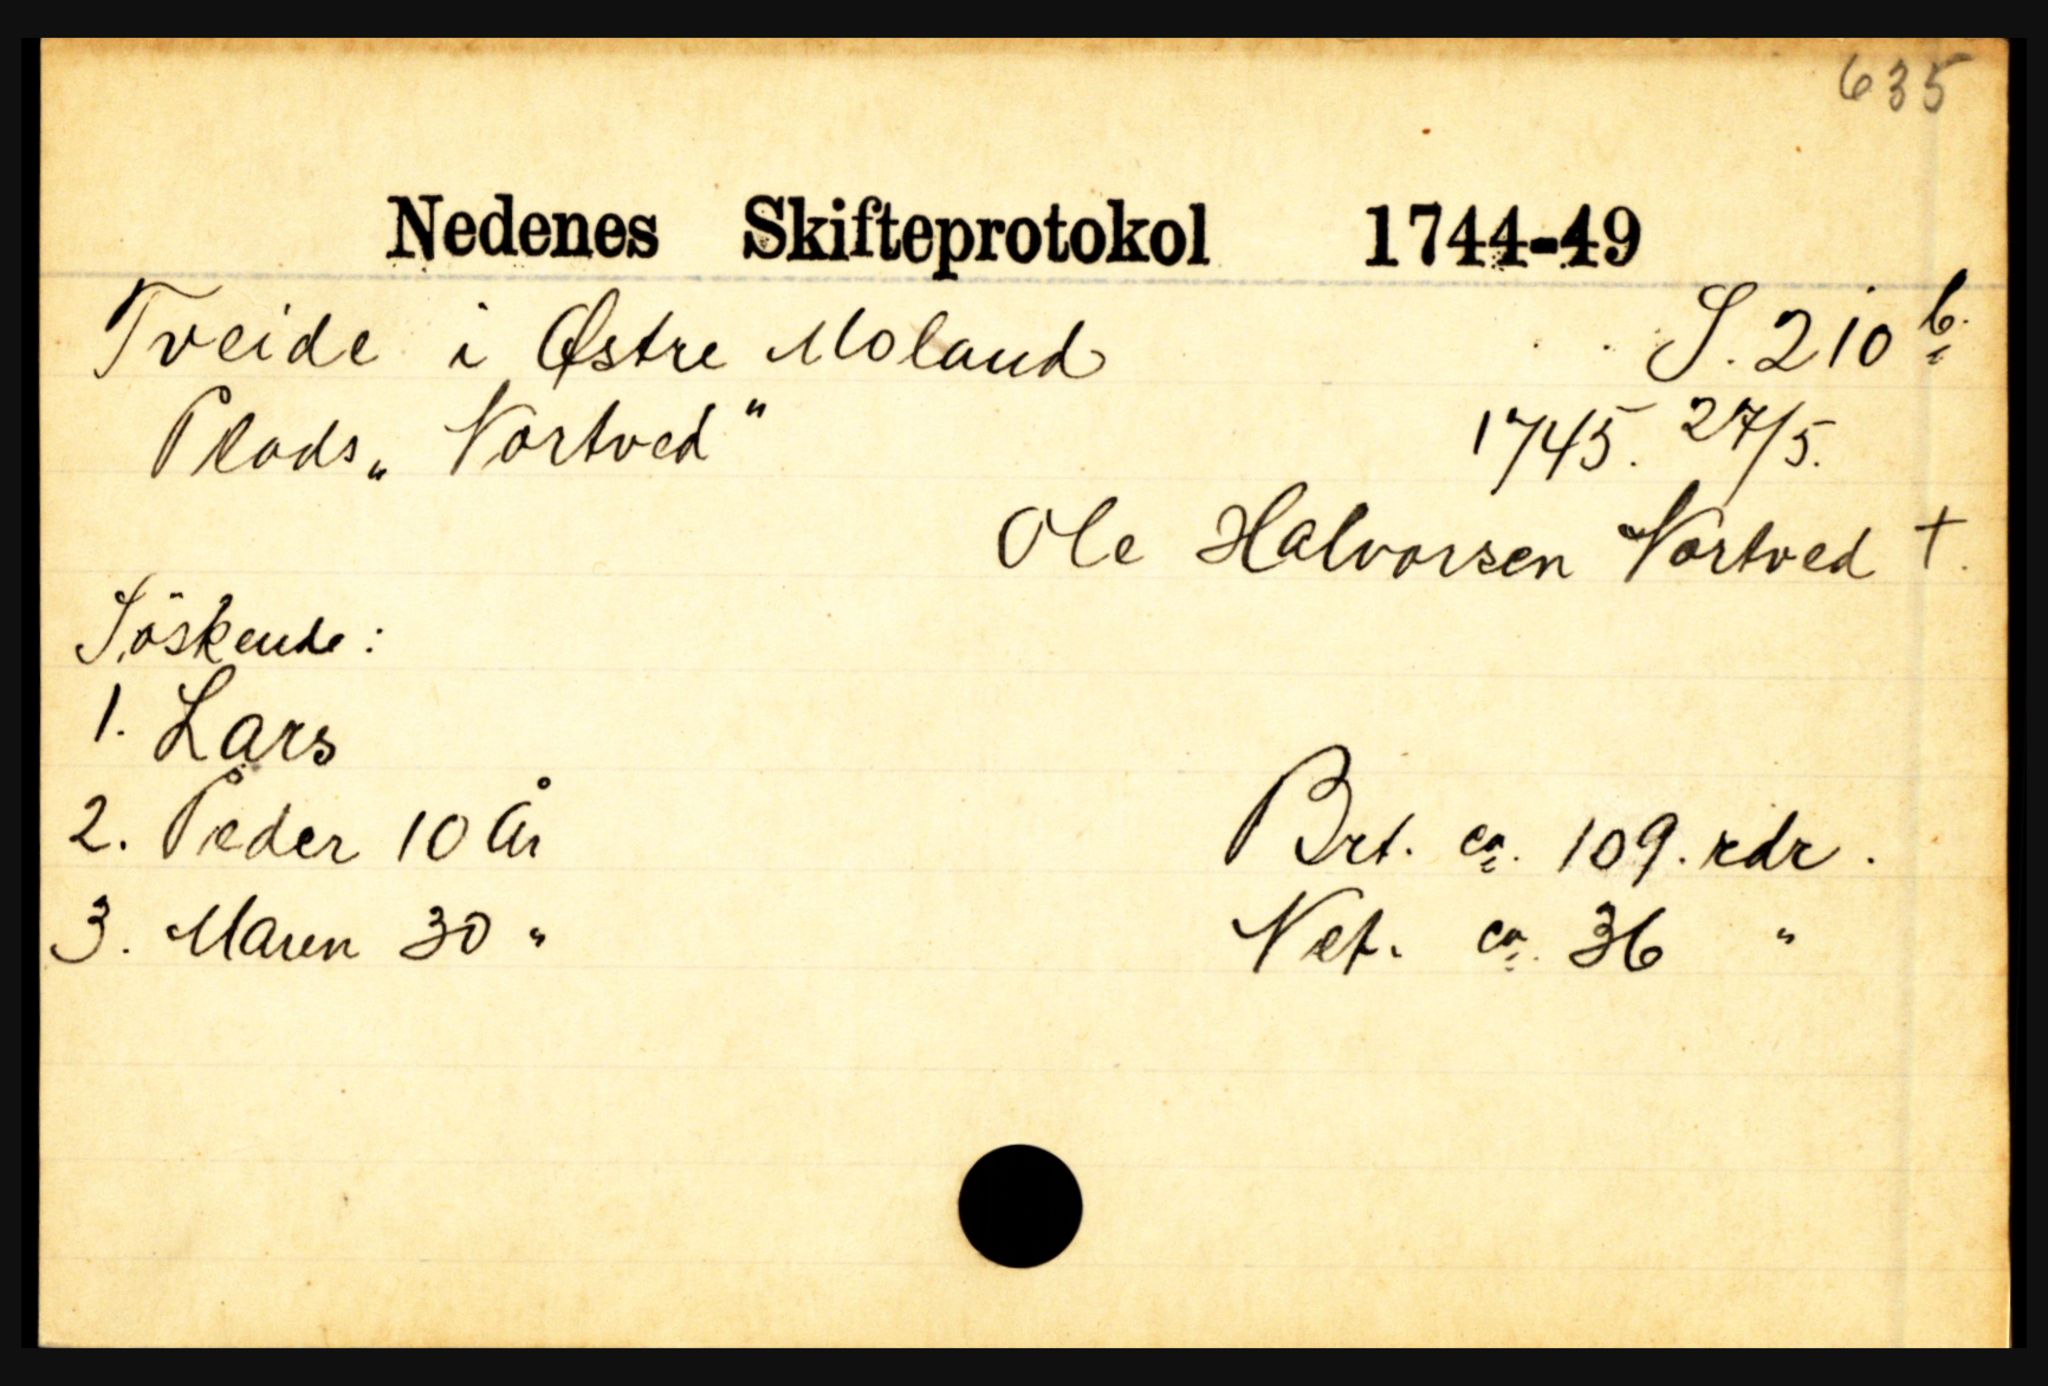 635
Nedenes Skifteprotokol 1744-49
Tveide i Østre Moland S. 210 b.
Plads „Vortved" 1745. 27/5.
Ole Halvorsen Vortved †.
Söskende:
1. Lars
2. Peder 10 År Brt. ca. 109. rdr.
3. Maren 30 " Net. ca. 36 "